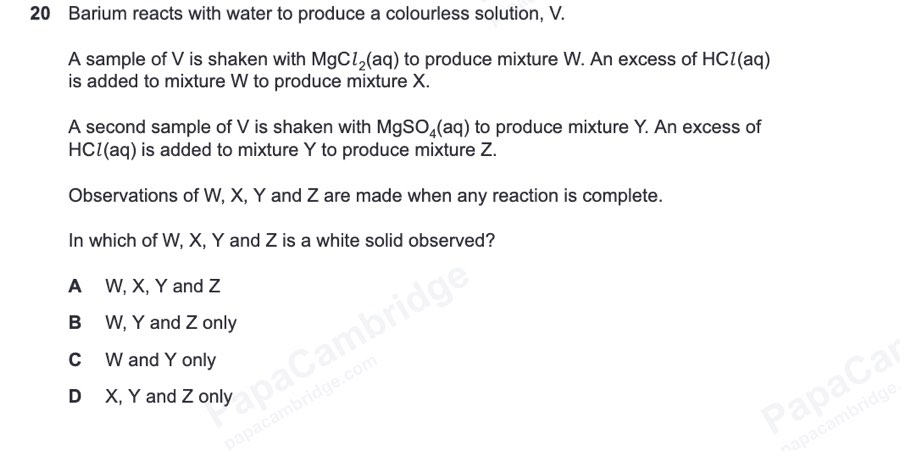 20 Barium reacts with water to produce a colourless solution, V.
A sample of V is shaken with MgCl₂(aq) to produce mixture W. An excess of HCl(aq)
is added to mixture W to produce mixture X.
A second sample of V is shaken with MgSO₄(aq) to produce mixture Y. An excess of
HCl(aq) is added to mixture Y to produce mixture Z.
Observations of W, X, Y and Z are made when any reaction is complete.
In which of W, X, Y and Z is a white solid observed?
A W, X, Y and Z
B W, Y and Z only
C W and Y only
D X, Y and Z only
PapaCambridge
papacambridge.com
PapaCa
papacambridge.